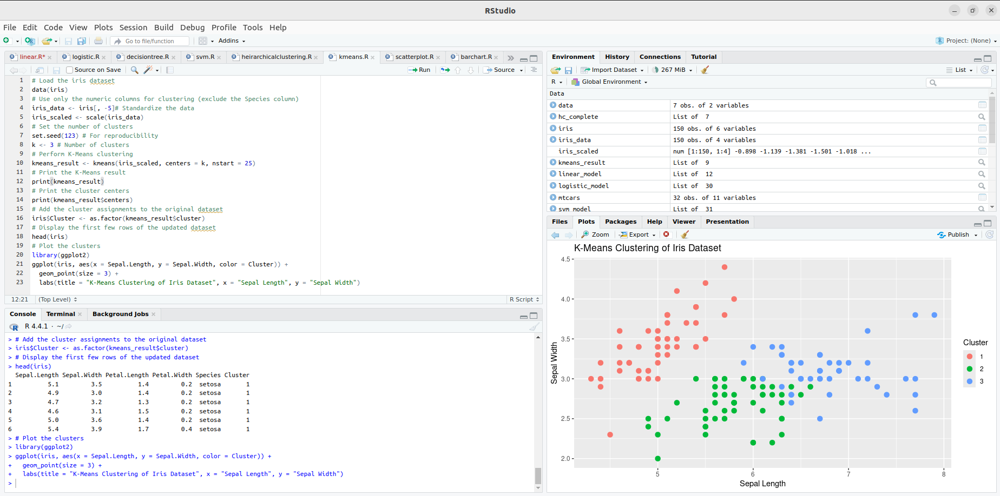 RStudio
File Edit Code View Plots Session Build Debug Profile Tools Help
Go to file/function Addins Project: (None)
linear.R* logistic.R decisiontree.R svm.R heirarchicalclustering.R kmeans.R scatterplot.R barchart.R
Source on Save Run Source
1 # Load the iris dataset
2 data(iris)
3 # Use only the numeric columns for clustering (exclude the Species column)
4 iris_data <- iris[, -5]# Standardize the data
5 iris_scaled <- scale(iris_data)
6 # Set the number of clusters
7 set.seed(123) # For reproducibility
8 k <- 3 # Number of clusters
9 # Perform K-Means clustering
10 kmeans_result <- kmeans(iris_scaled, centers = k, nstart = 25)
11 # Print the K-Means result
12 print(kmeans_result)
13 # Print the cluster centers
14 print(kmeans_result$centers)
15 # Add the cluster assignments to the original dataset
16 iris$Cluster <- as.factor(kmeans_result$cluster)
17 # Display the first few rows of the updated dataset
18 head(iris)
19 # Plot the clusters
20 library(ggplot2)
21 ggplot(iris, aes(x = Sepal.Length, y = Sepal.Width, color = Cluster)) +
22 geom_point(size = 3) +
23 labs(title = "K-Means Clustering of Iris Dataset", x = "Sepal Length", y = "Sepal Width")
12:21 (Top Level) R Script
Console Terminal Background Jobs
R 4.4.1 · ~/
> # Add the cluster assignments to the original dataset
> iris$Cluster <- as.factor(kmeans_result$cluster)
> # Display the first few rows of the updated dataset
> head(iris)
Sepal.Length Sepal.Width Petal.Length Petal.Width Species Cluster
1 5.1 3.5 1.4 0.2 setosa 1
2 4.9 3.0 1.4 0.2 setosa 1
3 4.7 3.2 1.3 0.2 setosa 1
4 4.6 3.1 1.5 0.2 setosa 1
5 5.0 3.6 1.4 0.2 setosa 1
6 5.4 3.9 1.7 0.4 setosa 1
> # Plot the clusters
> library(ggplot2)
> ggplot(iris, aes(x = Sepal.Length, y = Sepal.Width, color = Cluster)) +
+ geom_point(size = 3) +
+ labs(title = "K-Means Clustering of Iris Dataset", x = "Sepal Length", y = "Sepal Width")
>
Environment History Connections Tutorial
Import Dataset 267 MiB List
R Global Environment
Data
data 7 obs. of 2 variables
hc_complete List of 7
iris 150 obs. of 6 variables
iris_data 150 obs. of 4 variables
iris_scaled num [1:150, 1:4] -0.898 -1.139 -1.381 -1.501 -1.018 ...
kmeans_result List of 9
linear_model List of 12
logistic_model List of 30
mtcars 32 obs. of 11 variables
svm_model List of 31
Files Plots Packages Help Viewer Presentation
Zoom Export Publish
K-Means Clustering of Iris Dataset
4.5
4.0
3.5
3.0
2.5
2.0
Sepal Width
5 6 7 8
Sepal Length
Cluster
1
2
3